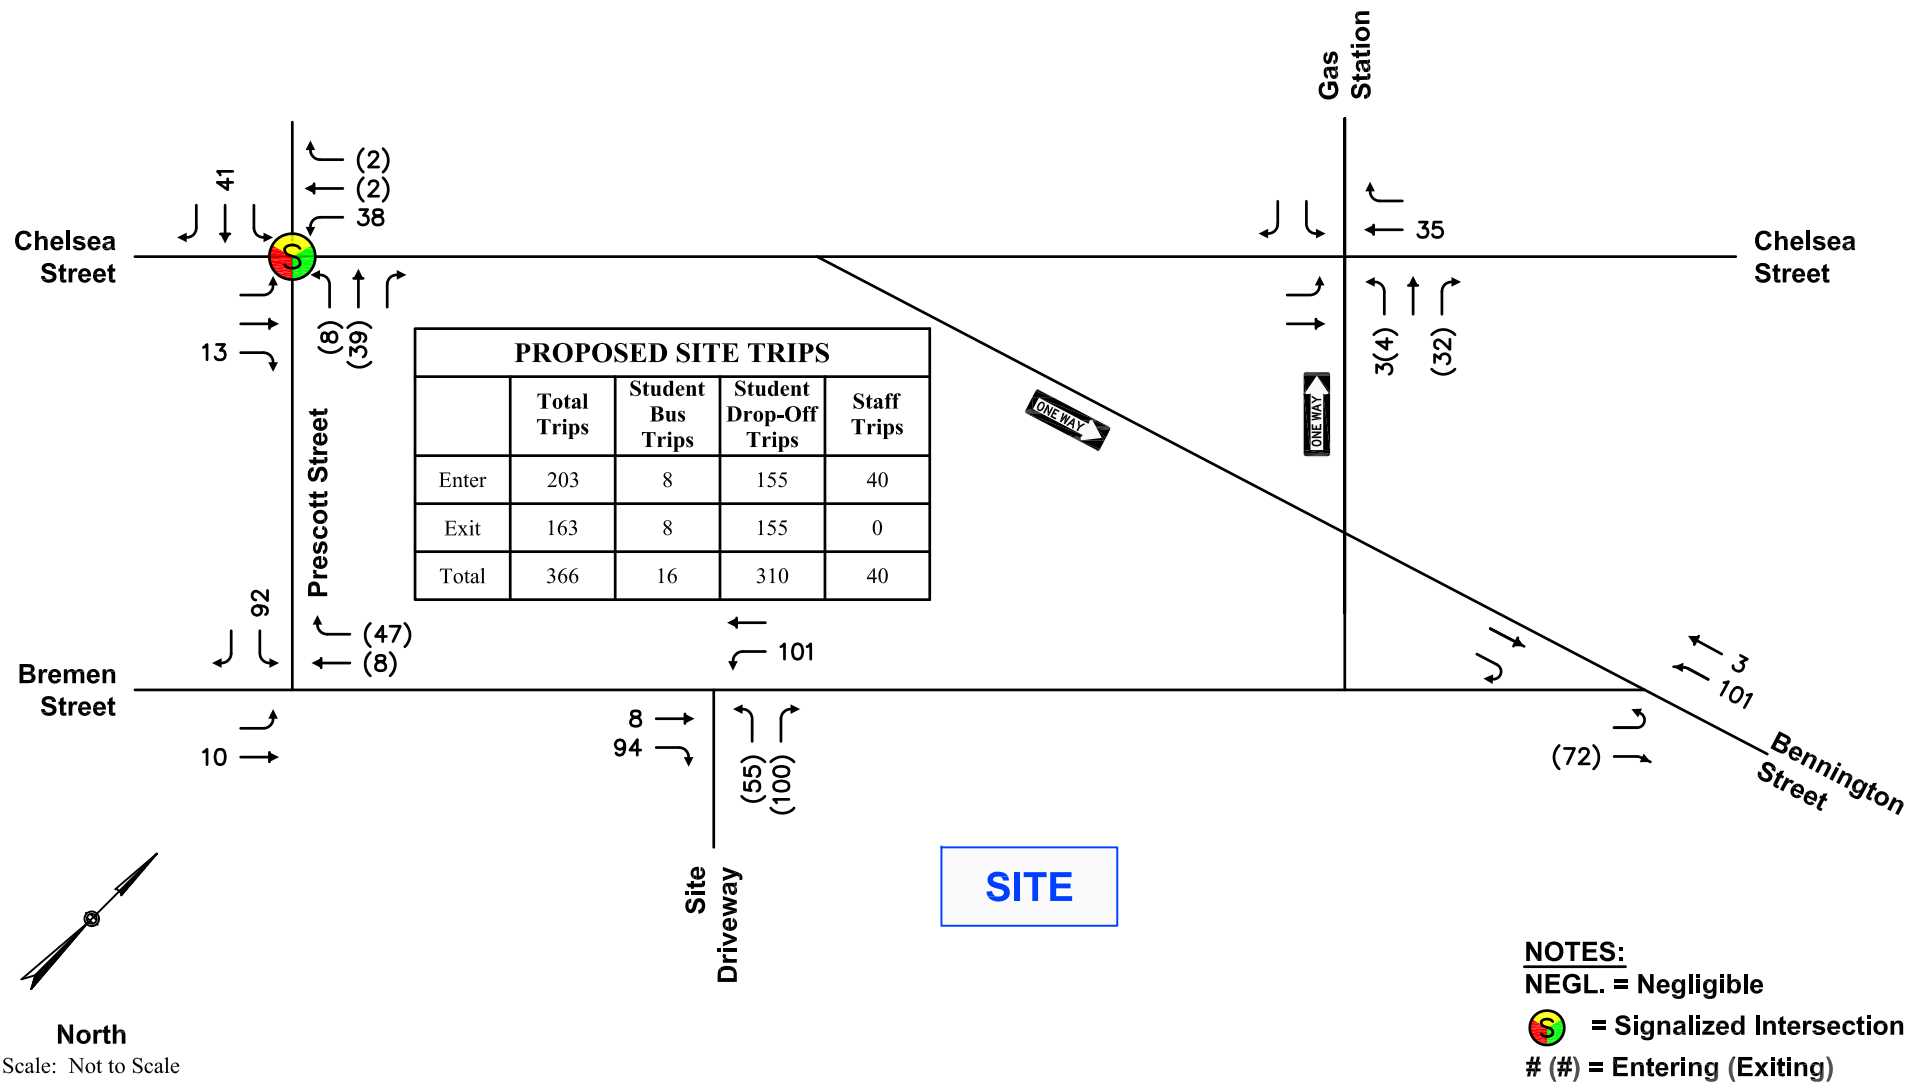 Gas
Station
(2)
(2)
38
41
Chelsea
Street
S
13
(8)
(39)
35
Chelsea
Street
3(4)
(32)
ONE WAY
ONE WAY
PROPOSED SITE TRIPS
Total Trips
Student Bus Trips
Student Drop-Off Trips
Staff Trips
Enter 203 8 155 40
Exit 163 8 155 0
Total 366 16 310 40
Prescott Street
92
(47)
(8)
101
3
101
Bremen
Street
10
8
94
(55)
(100)
(72)
Bennington
Street
Site
Driveway
SITE
North
Scale: Not to Scale
NOTES:
NEGL. = Negligible
S = Signalized Intersection
# (#) = Entering (Exiting)